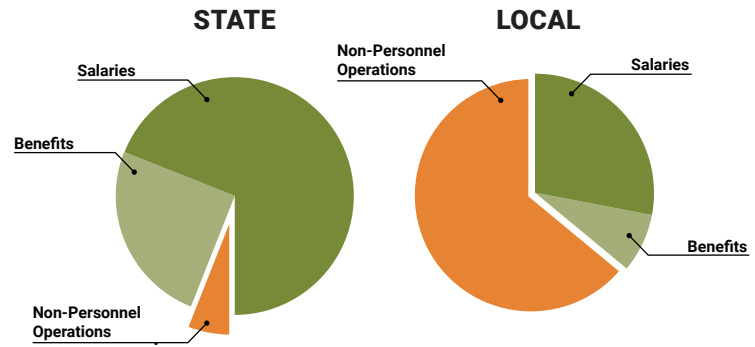 STATE
Salaries
Benefits
Non-Personnel
Operations
LOCAL
Non-Personnel
Operations
Salaries
Benefits